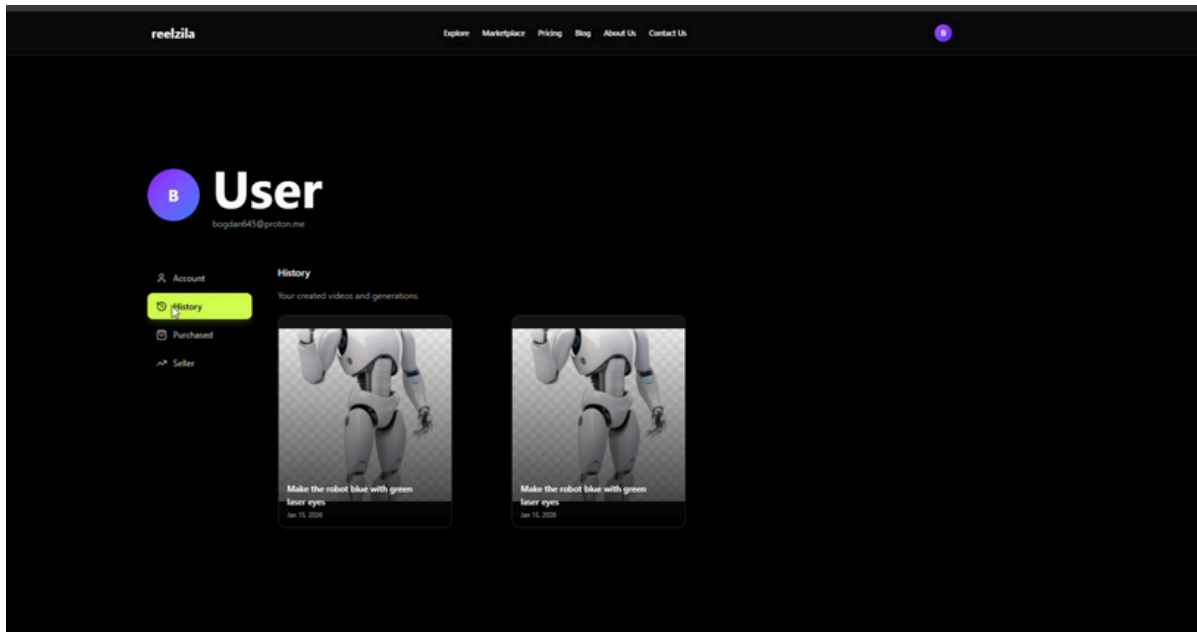 reelzila
Explore Marketplace Pricing Blog About Us Contact Us
B
B
User
bogdan645@proton.me
Account
History
Purchased
Seller
History
Your created videos and generations
Make the robot blue with green
laser eyes
Jan 15, 2026
Make the robot blue with green
laser eyes
Jan 15, 2026